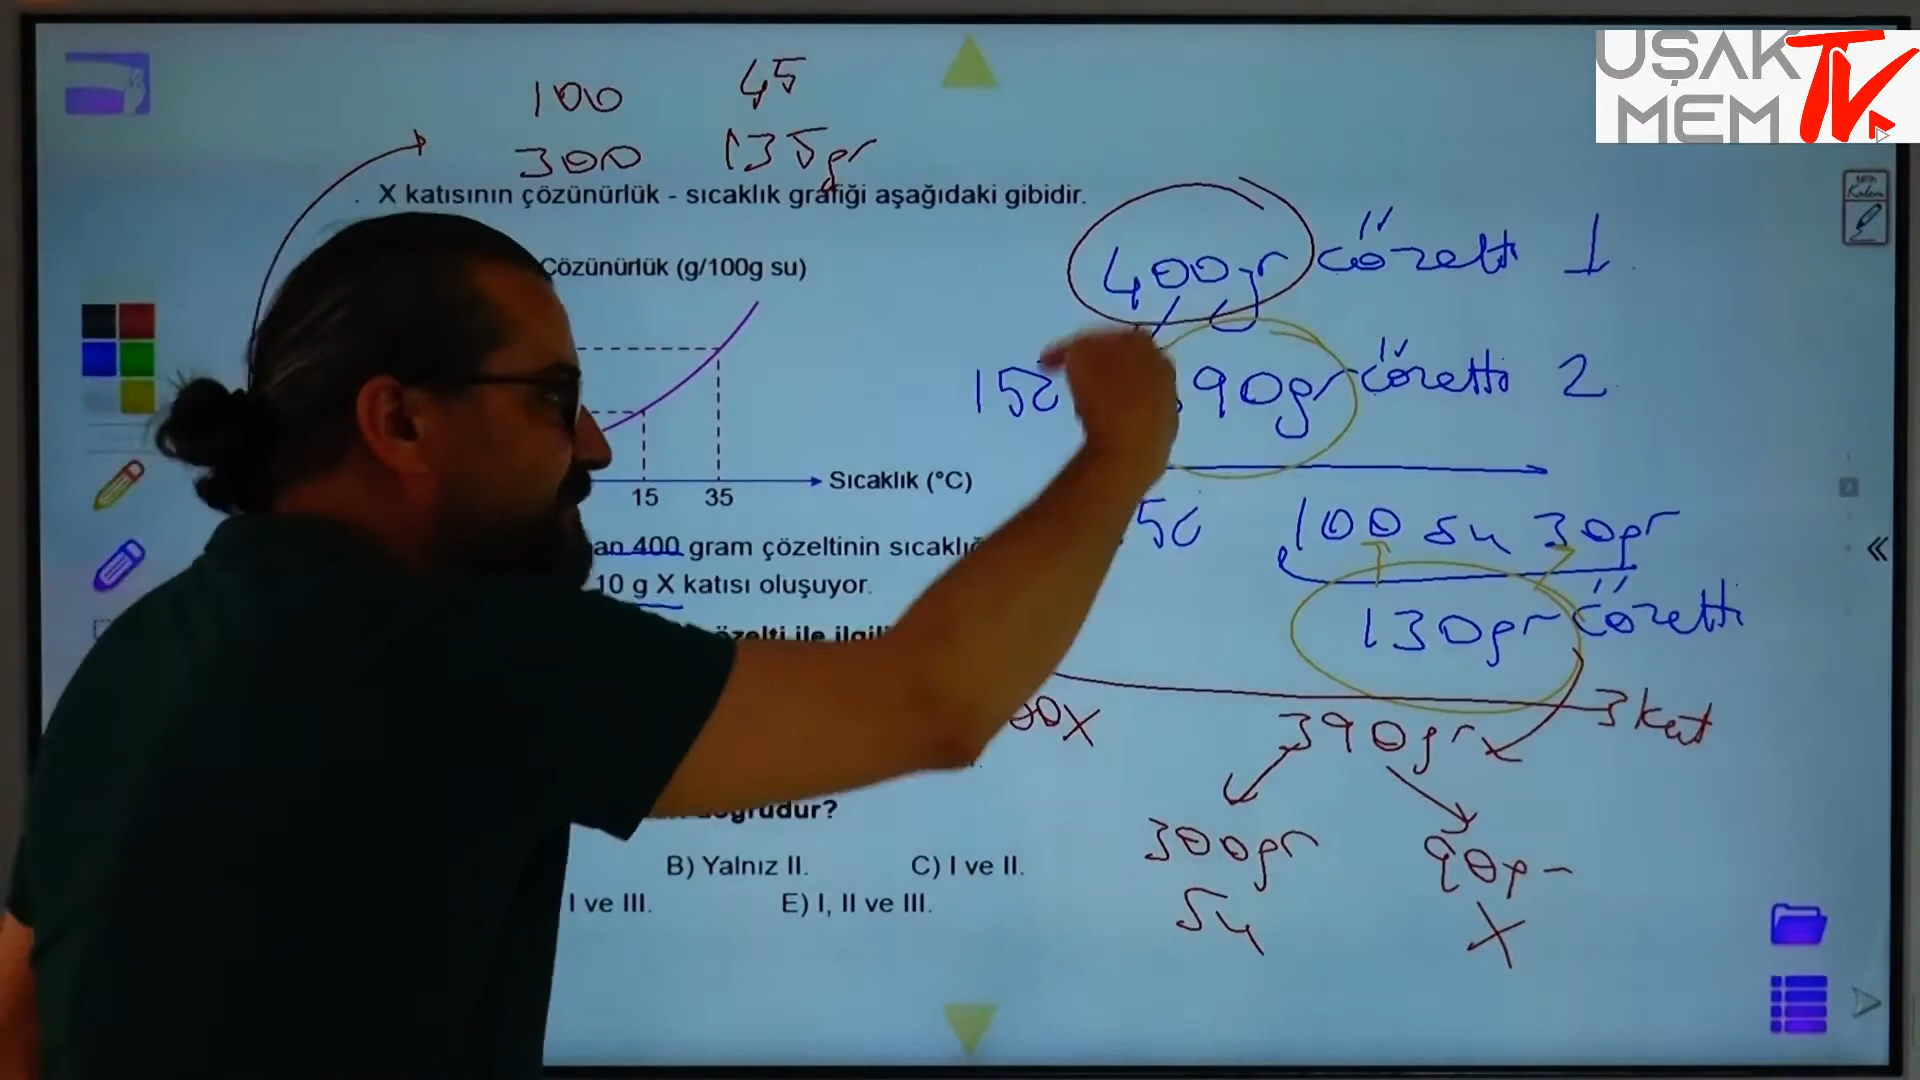 UŞAK
MEM TV
100 45
300 135gr
X katısının çözünürlük - sıcaklık grafiği aşağıdaki gibidir.
Çözünürlük (g/100g su)
15 35
Sıcaklık (°C)
400 gram çözeltinin
10 g X katısı oluşuyor.
ile
B) Yalnız II. C) I ve II.
I ve III. E) I, II ve III.
400gr çözelti 1
90gr çözelti 2
100 su 30gr
130gr çözelti
3 kat
390gr
300gr 90gr
su X